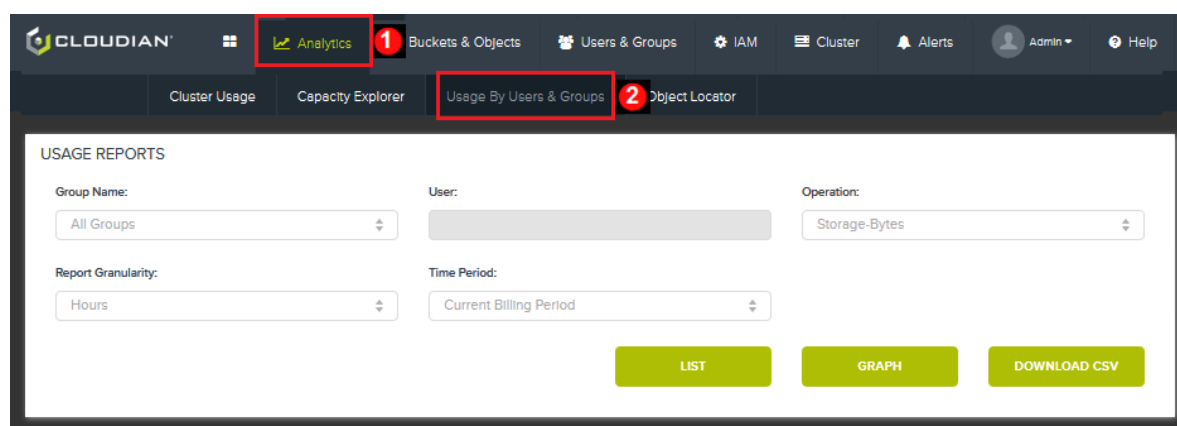 CLOUDIAN Analytics 1 Buckets & Objects Users & Groups IAM Cluster Alerts Admin Help
Cluster Usage Capacity Explorer Usage By Users & Groups 2 Object Locator
USAGE REPORTS
Group Name: User: Operation:
All Groups Storage-Bytes
Report Granularity: Time Period:
Hours Current Billing Period
LIST GRAPH DOWNLOAD CSV